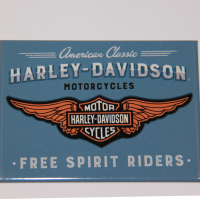 American Classic
HARLEY-DAVIDSON®
MOTORCYCLES
MOTOR
HARLEY-DAVIDSON
CYCLES
· FREE SPIRIT RIDERS ·